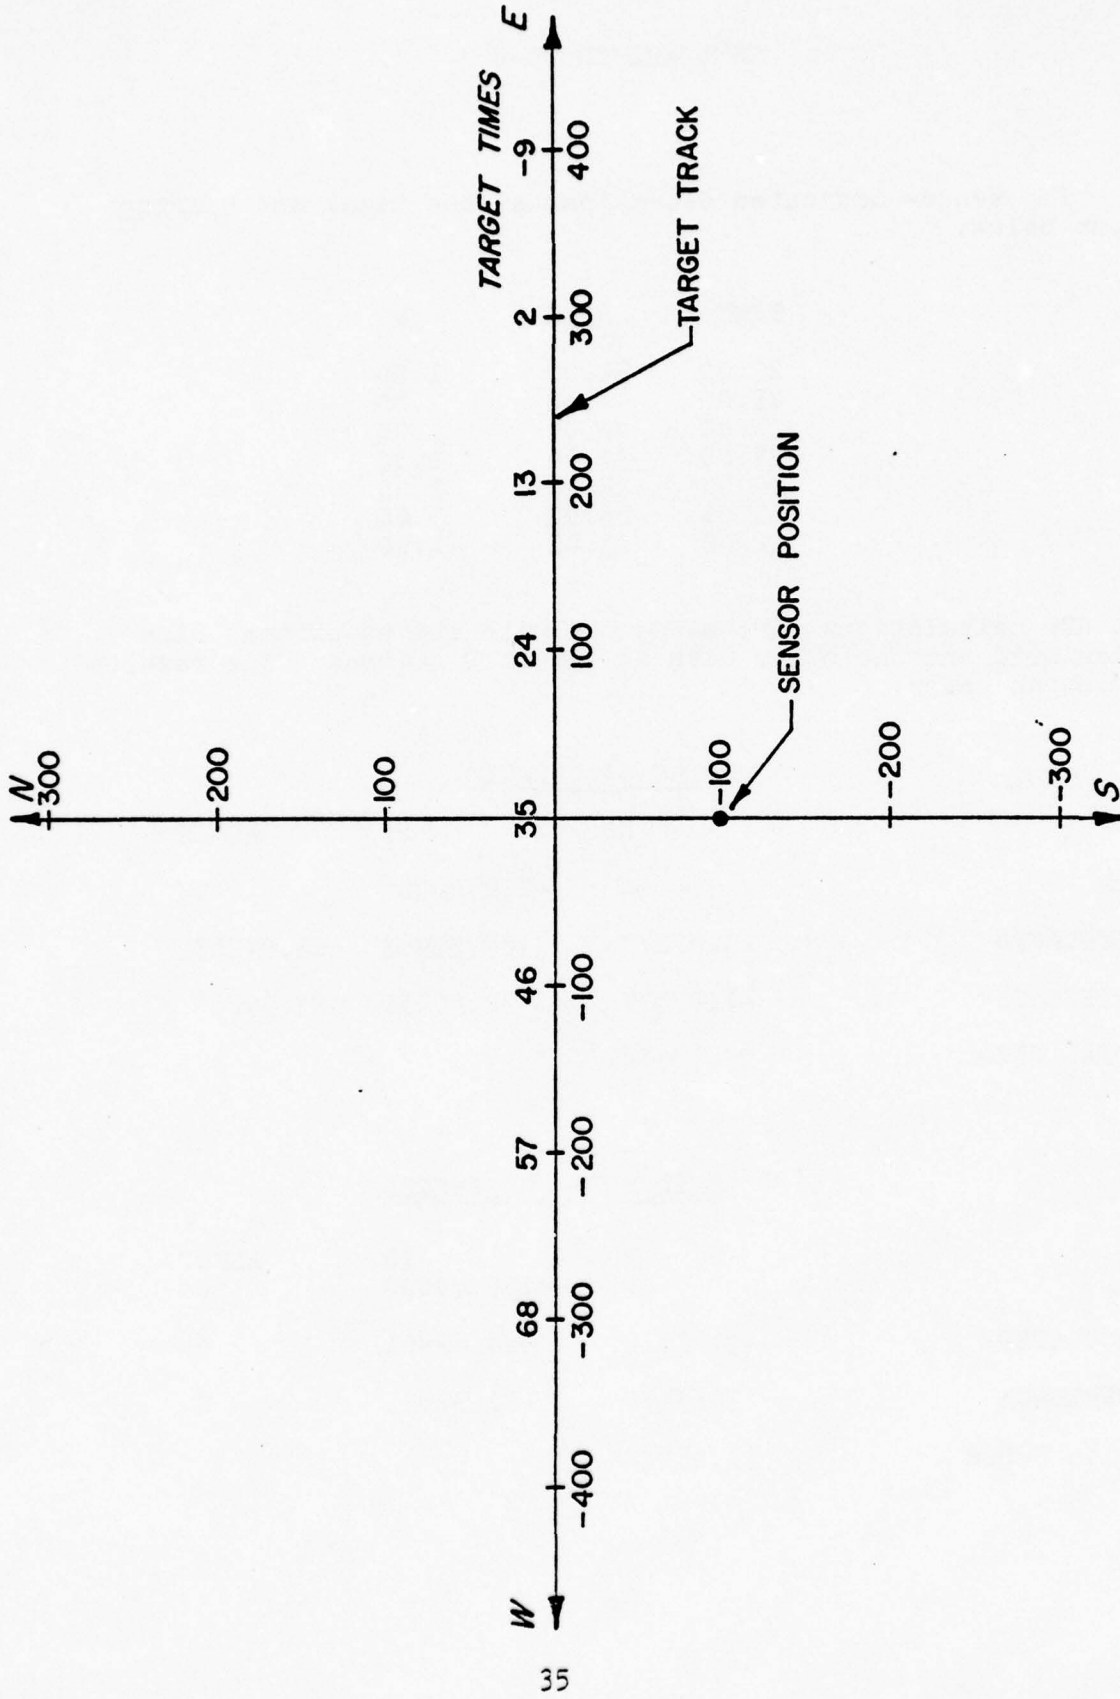 N
300
200
100
TARGET TIMES
68 57 46 35 24 13 2 -9
W
E
-400 -300 -200 -100 100 200 300 400
TARGET TRACK
-100
SENSOR POSITION
-200
-300
S
35